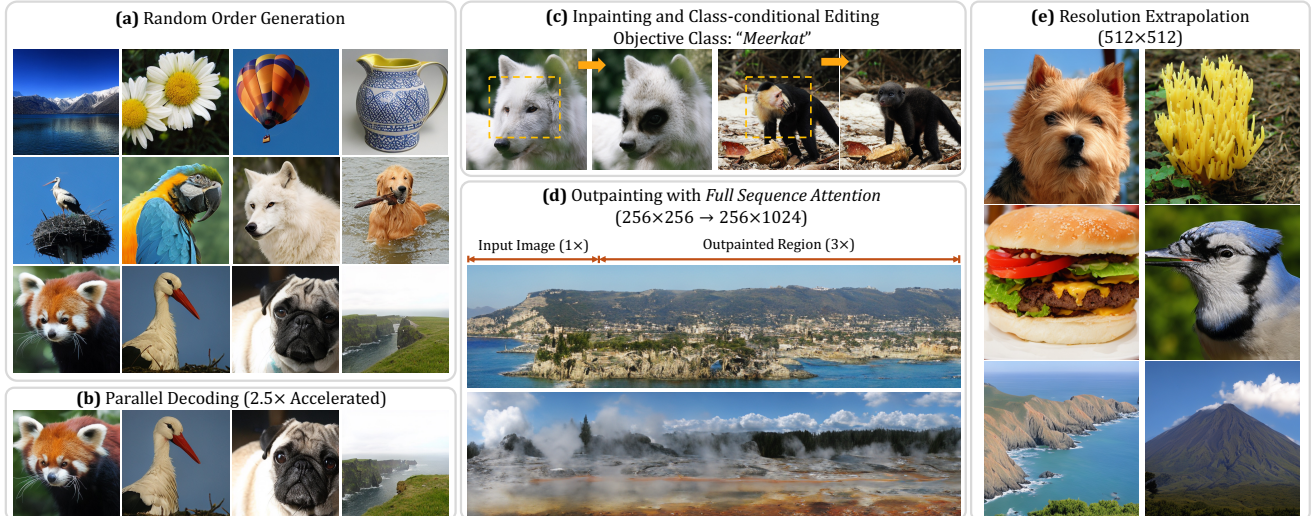 (a) Random Order Generation
(b) Parallel Decoding (2.5× Accelerated)
(c) Inpainting and Class-conditional Editing
Objective Class: “Meerkat”
(d) Outpainting with Full Sequence Attention
(256×256 → 256×1024)
Input Image (1×)
Outpainted Region (3×)
(e) Resolution Extrapolation
(512×512)